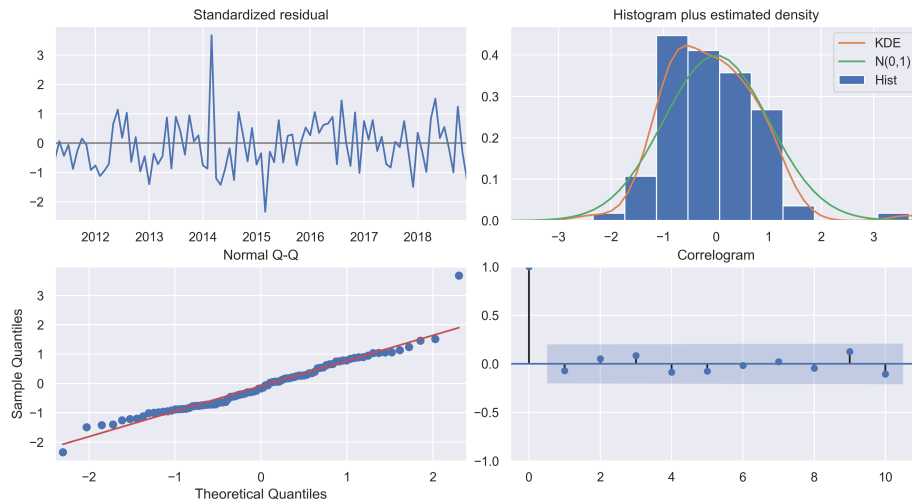 Standardized residual
3
2
1
0
−1
−2
2012 2013 2014 2015 2016 2017 2018
Histogram plus estimated density
0.4
0.3
0.2
0.1
0.0
KDE
N(0,1)
Hist
−3 −2 −1 0 1 2 3
Normal Q-Q
Sample Quantiles
3
2
1
0
−1
−2
−2 −1 0 1 2
Theoretical Quantiles
Correlogram
1.0
0.5
0.0
−0.5
−1.0
0 2 4 6 8 10